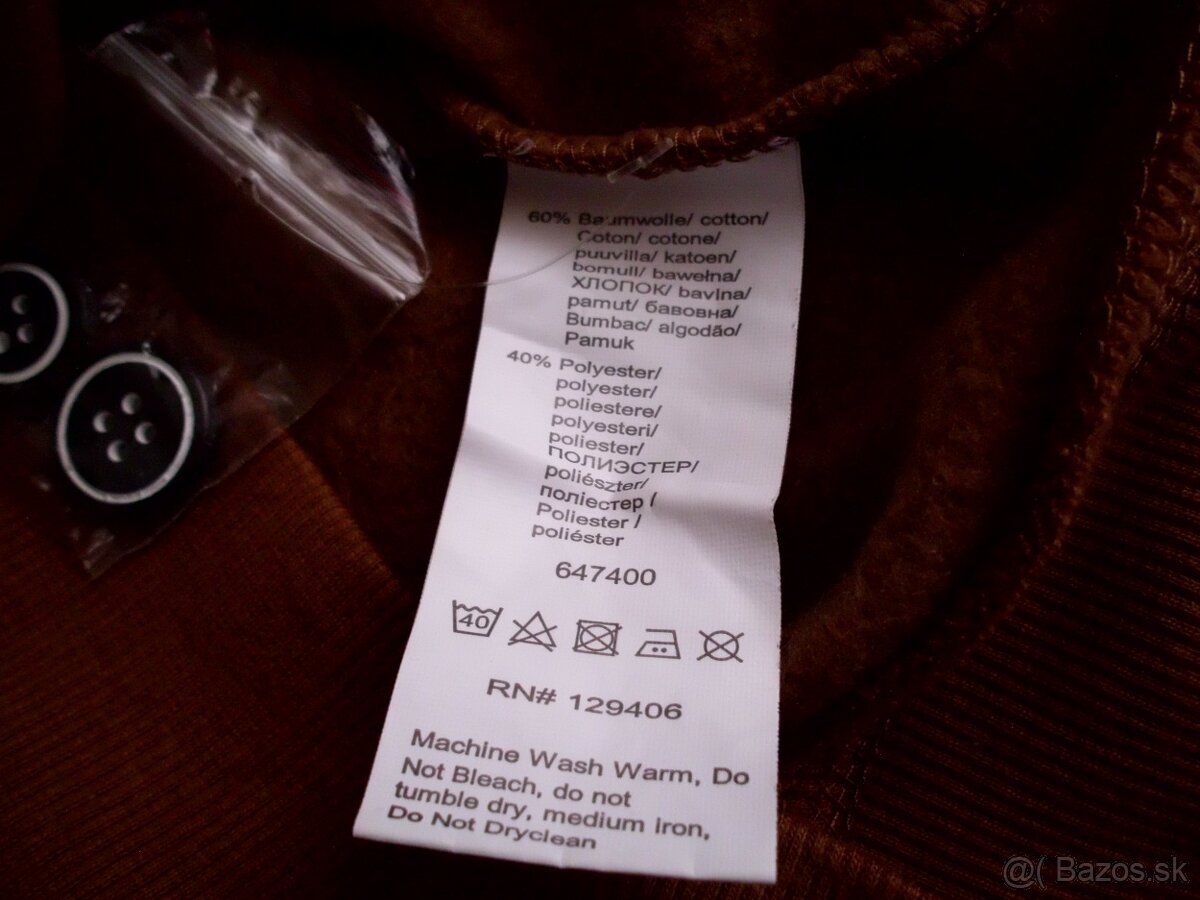 60% Baumwolle/ cotton/
Coton/ cotone/
puuvilla/ katoen/
bomull/ bawełna/
ХЛОПОК/ bavlna/
pamut/ бавовна/
Bumbac/ algodão/
Pamuk
40% Polyester/
polyester/
poliestere/
polyesteri/
poliester/
ПОЛИЭСТЕР/
poliészter/
поліестер /
Poliester /
poliéster
647400
40
RN# 129406
Machine Wash Warm, Do
Not Bleach, do not
tumble dry, medium iron,
Do Not Dryclean
@( Bazos.sk